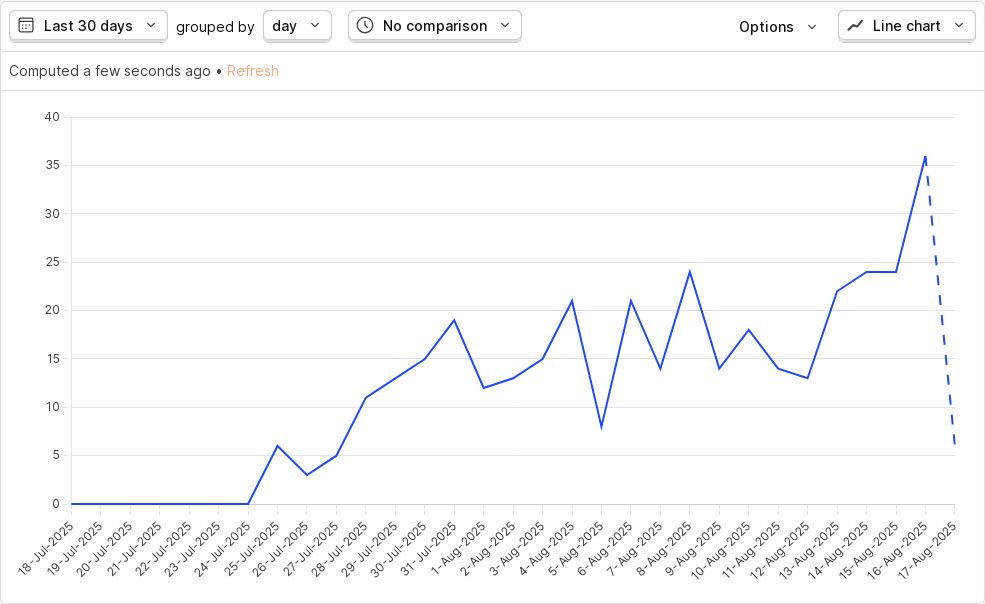 Last 30 days grouped by day No comparison Options Line chart
Computed a few seconds ago • Refresh
40
35
30
25
20
15
10
5
0
18-Jul-2025
19-Jul-2025
20-Jul-2025
21-Jul-2025
22-Jul-2025
23-Jul-2025
24-Jul-2025
25-Jul-2025
26-Jul-2025
27-Jul-2025
28-Jul-2025
29-Jul-2025
30-Jul-2025
31-Jul-2025
1-Aug-2025
2-Aug-2025
3-Aug-2025
4-Aug-2025
5-Aug-2025
6-Aug-2025
7-Aug-2025
8-Aug-2025
9-Aug-2025
10-Aug-2025
11-Aug-2025
12-Aug-2025
13-Aug-2025
14-Aug-2025
15-Aug-2025
16-Aug-2025
17-Aug-2025